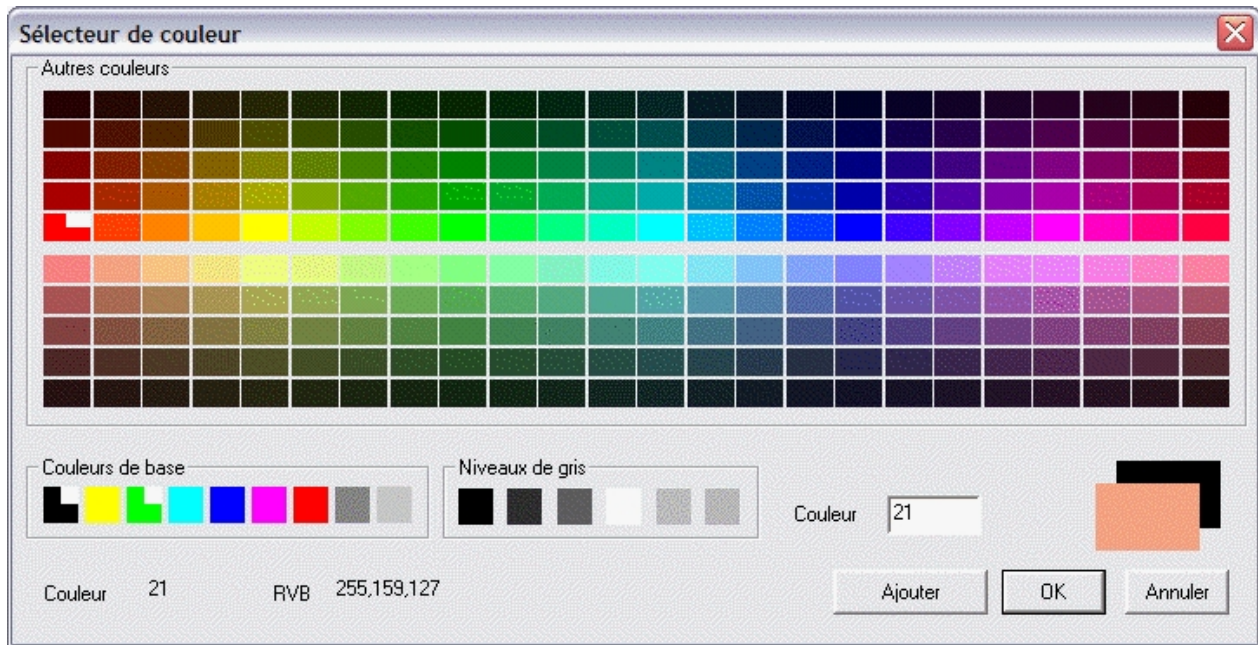 Sélecteur de couleur
Autres couleurs
Couleurs de base
Niveaux de gris
Couleur 21
Couleur 21 RVB 255,159,127
Ajouter OK Annuler